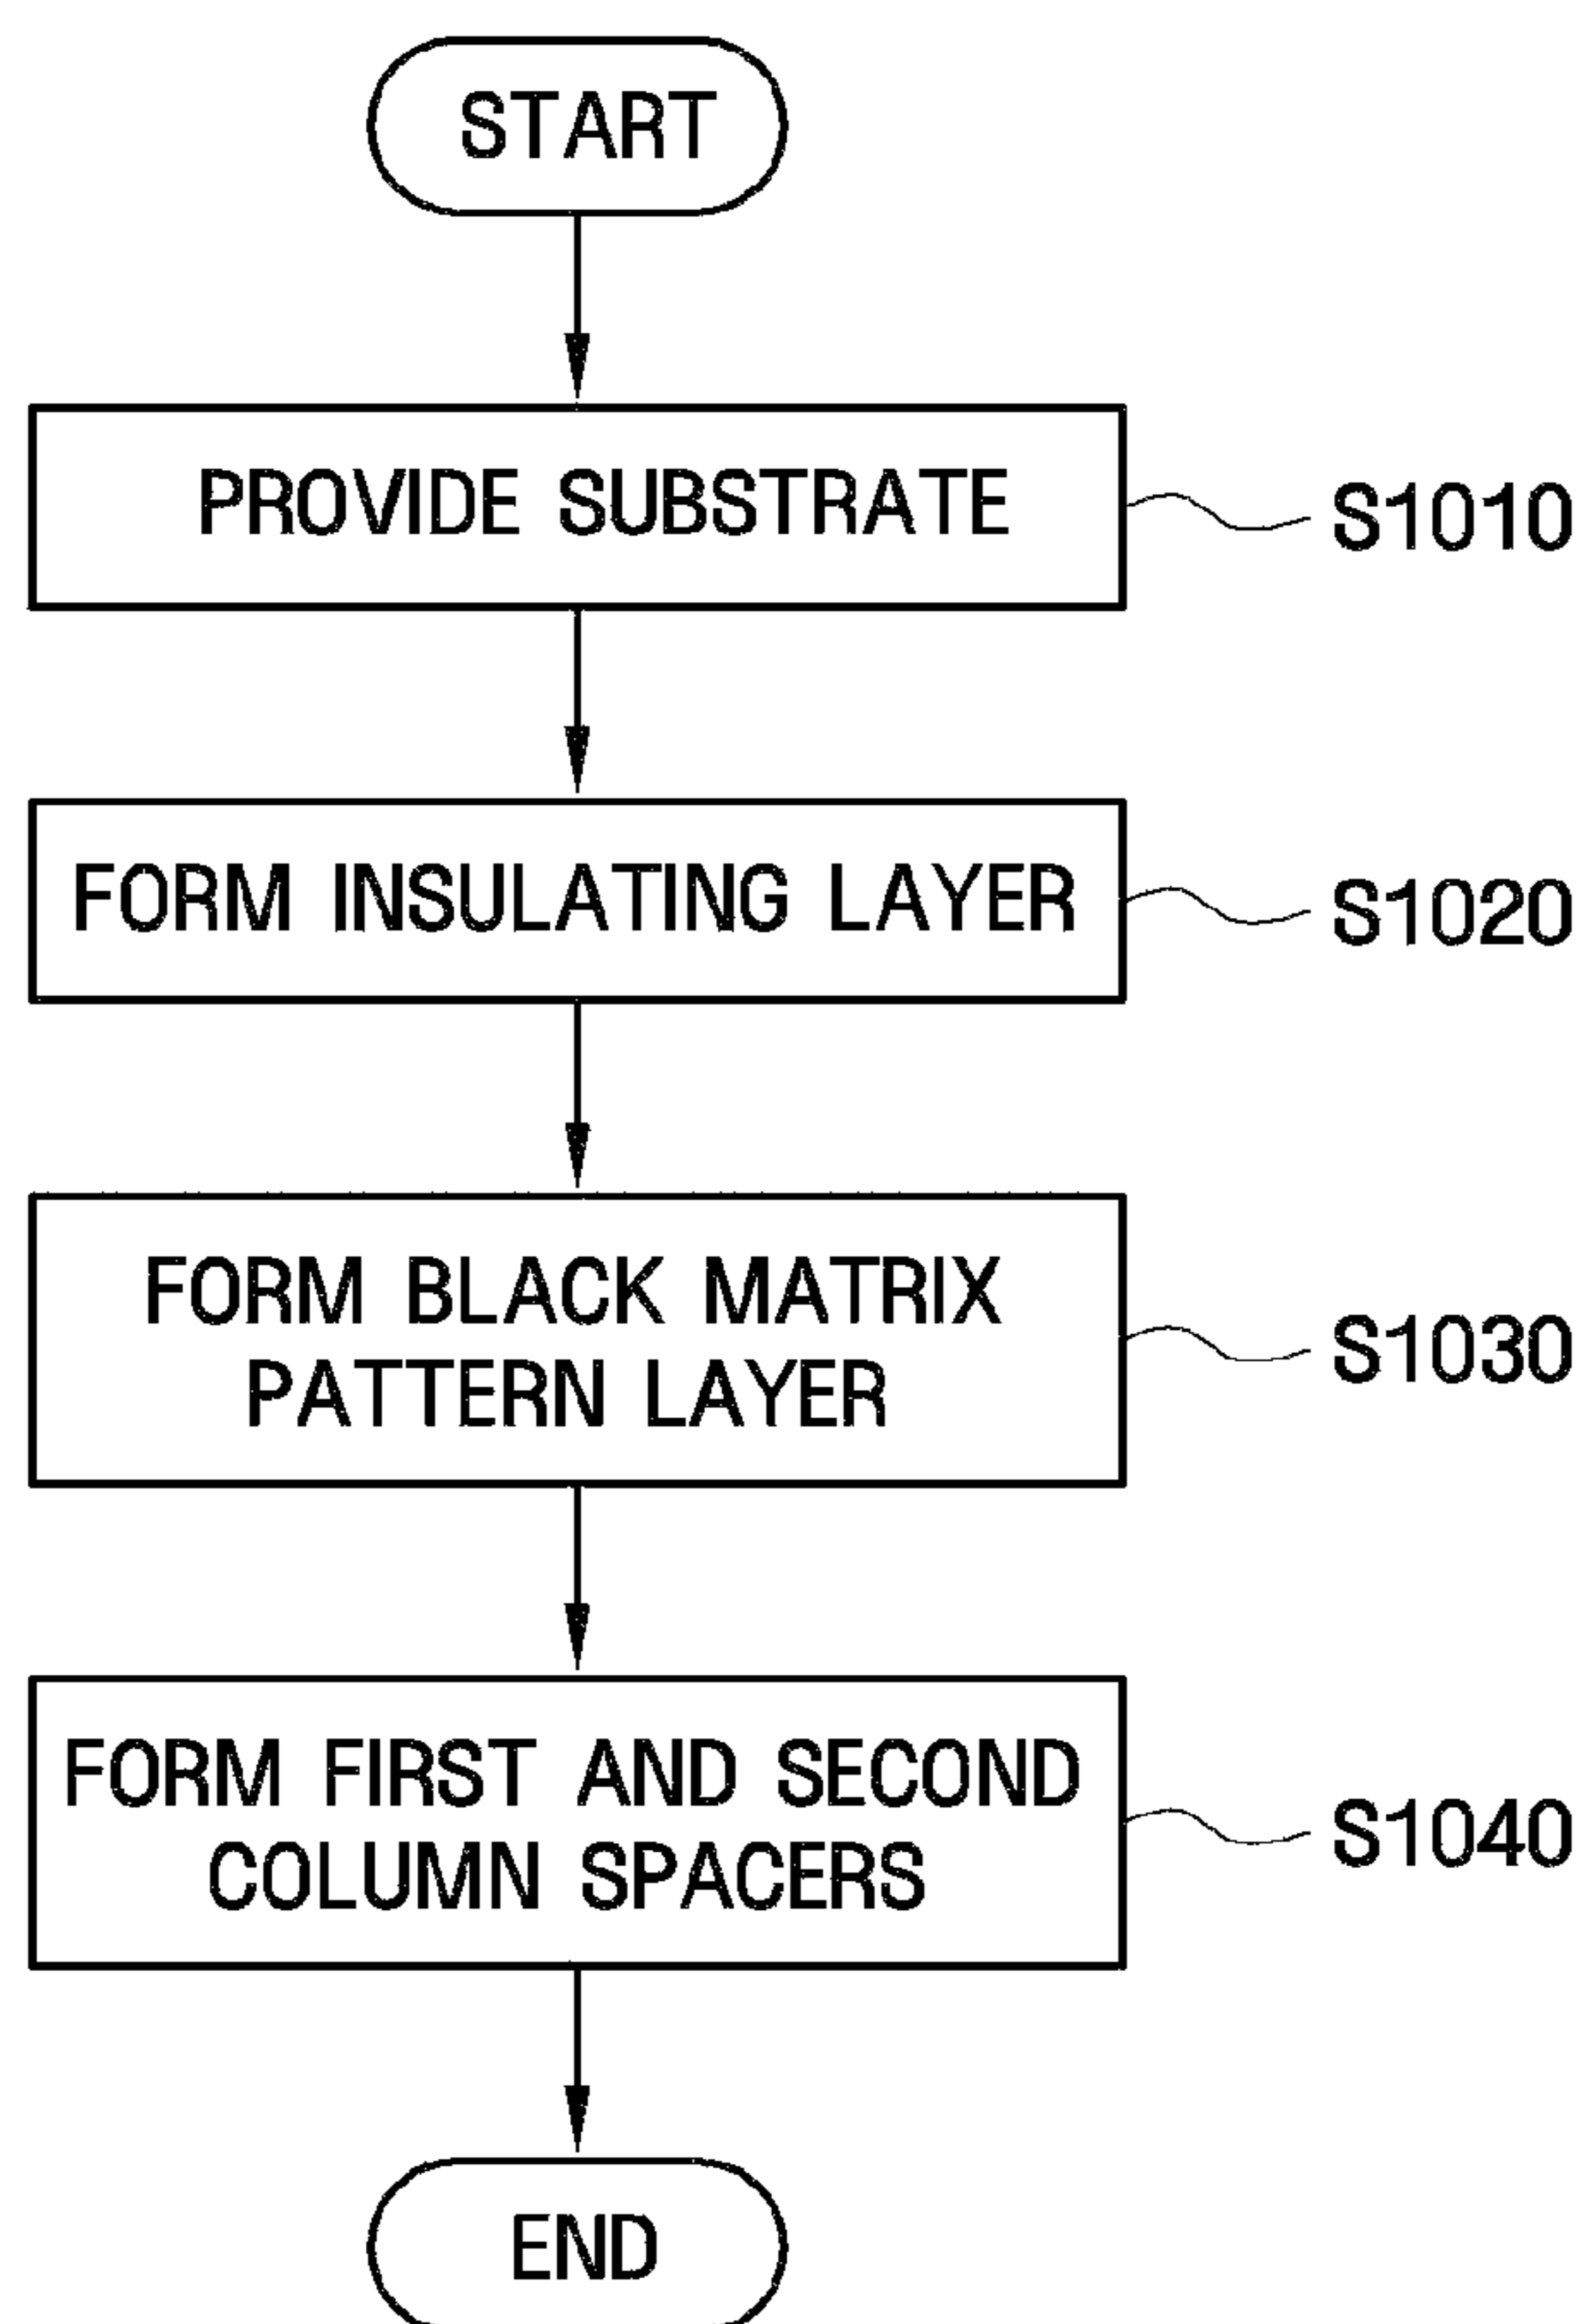 START
PROVIDE SUBSTRATE
S1010
FORM INSULATING LAYER
S1020
FORM BLACK MATRIX
PATTERN LAYER
S1030
FORM FIRST AND SECOND
COLUMN SPACERS
S1040
END